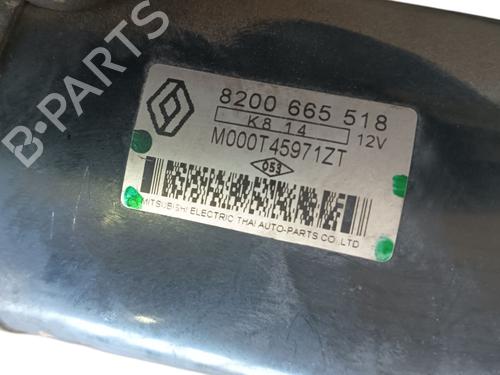 B-PARTS
8200 665 518
K8 14 12V
M000T45971ZT
053
MITSUBISHI ELECTRIC THAI AUTO-PARTS CO.,LTD